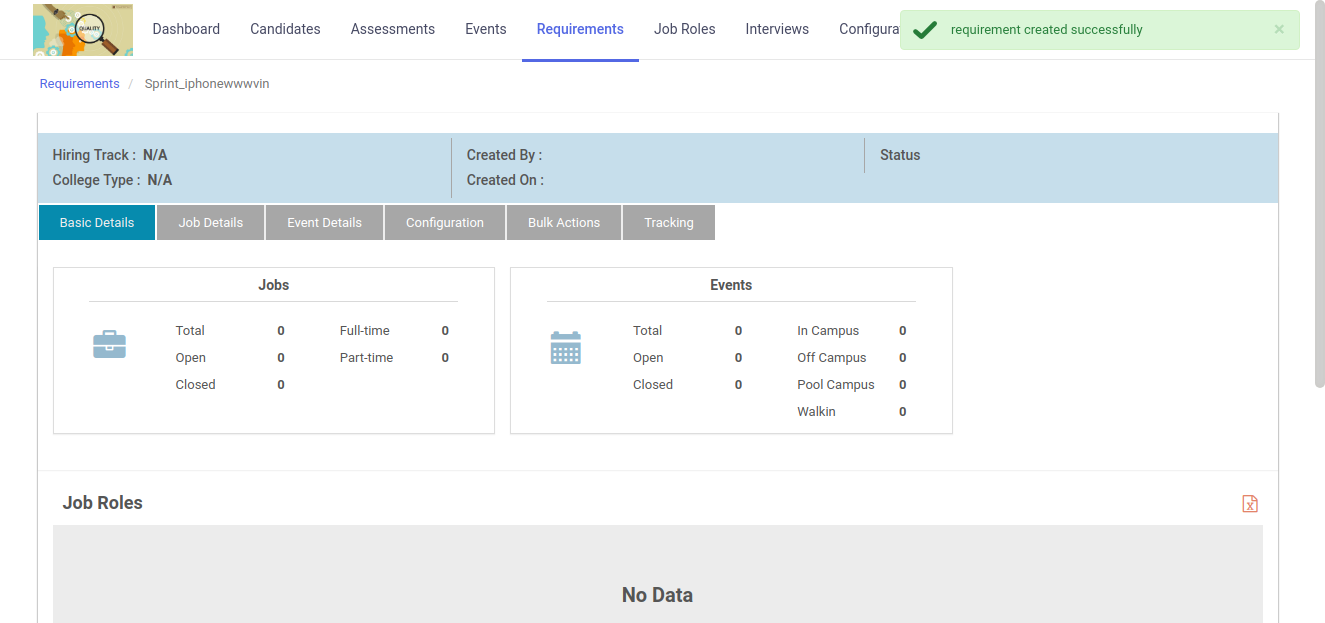 QUALITY
Dashboard Candidates Assessments Events Requirements Job Roles Interviews Configura
requirement created successfully ×
Requirements / Sprint_iphonewwwvin
Hiring Track : N/A Created By : Status
College Type : N/A Created On :
Basic Details Job Details Event Details Configuration Bulk Actions Tracking
Jobs
Total 0 Full-time 0
Open 0 Part-time 0
Closed 0
Events
Total 0 In Campus 0
Open 0 Off Campus 0
Closed 0 Pool Campus 0
Walkin 0
Job Roles
No Data